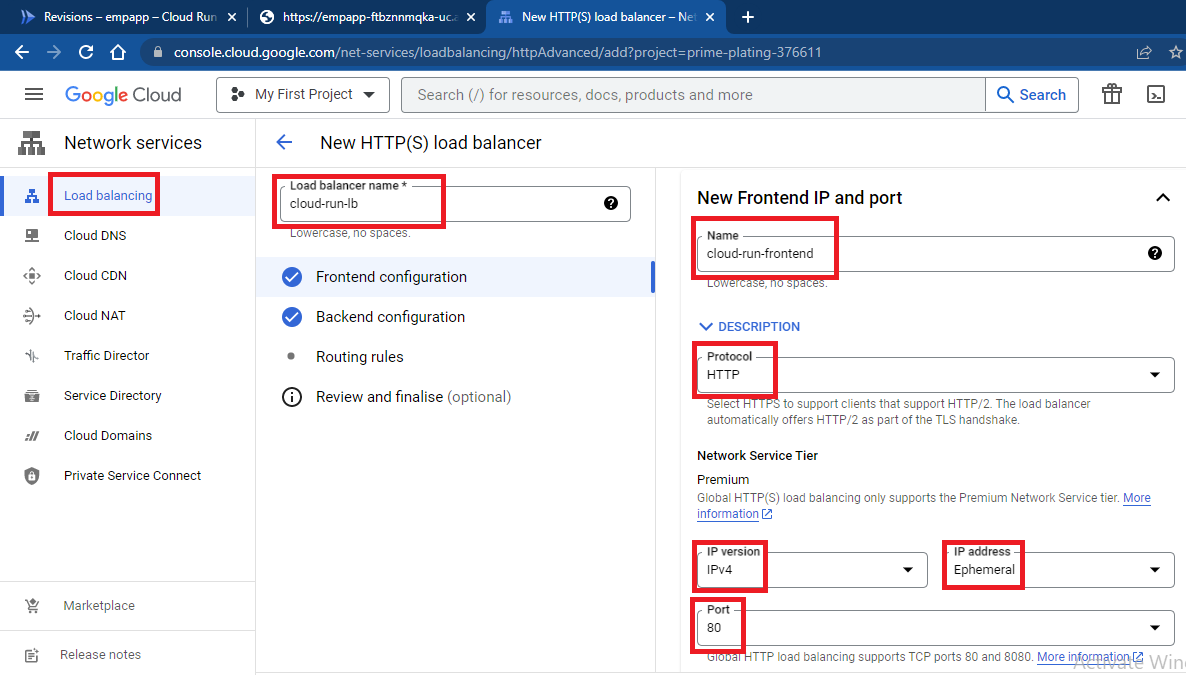 Revisions – empapp – Cloud Run
https://empapp-ftbznnmqka-uc.a
New HTTP(S) load balancer – Net
console.cloud.google.com/net-services/loadbalancing/httpAdvanced/add?project=prime-plating-376611
Google Cloud
My First Project
Search (/) for resources, docs, products and more
Search
Network services
New HTTP(S) load balancer
Load balancing
Cloud DNS
Cloud CDN
Cloud NAT
Traffic Director
Service Directory
Cloud Domains
Private Service Connect
Marketplace
Release notes
Load balancer name *
cloud-run-lb
Lowercase, no spaces.
Frontend configuration
Backend configuration
Routing rules
Review and finalise (optional)
New Frontend IP and port
Name
cloud-run-frontend
Lowercase, no spaces.
DESCRIPTION
Protocol
HTTP
Select HTTPS to support clients that support HTTP/2. The load balancer
automatically offers HTTP/2 as part of the TLS handshake.
Network Service Tier
Premium
Global HTTP(S) load balancing only supports the Premium Network Service tier. More
information
IP version
IPv4
IP address
Ephemeral
Port
80
Global HTTP load balancing supports TCP ports 80 and 8080. More information
Activate Win